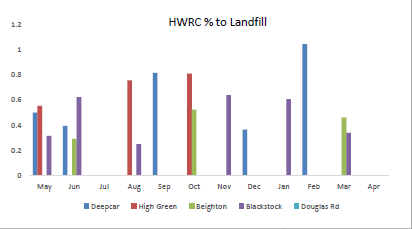 HWRC % to Landfill
1.2
1
0.8
0.6
0.4
0.2
0
May Jun Jul Aug Sep Oct Nov Dec Jan Feb Mar Apr
Deepcar High Green Beighton Blackstock Douglas Rd